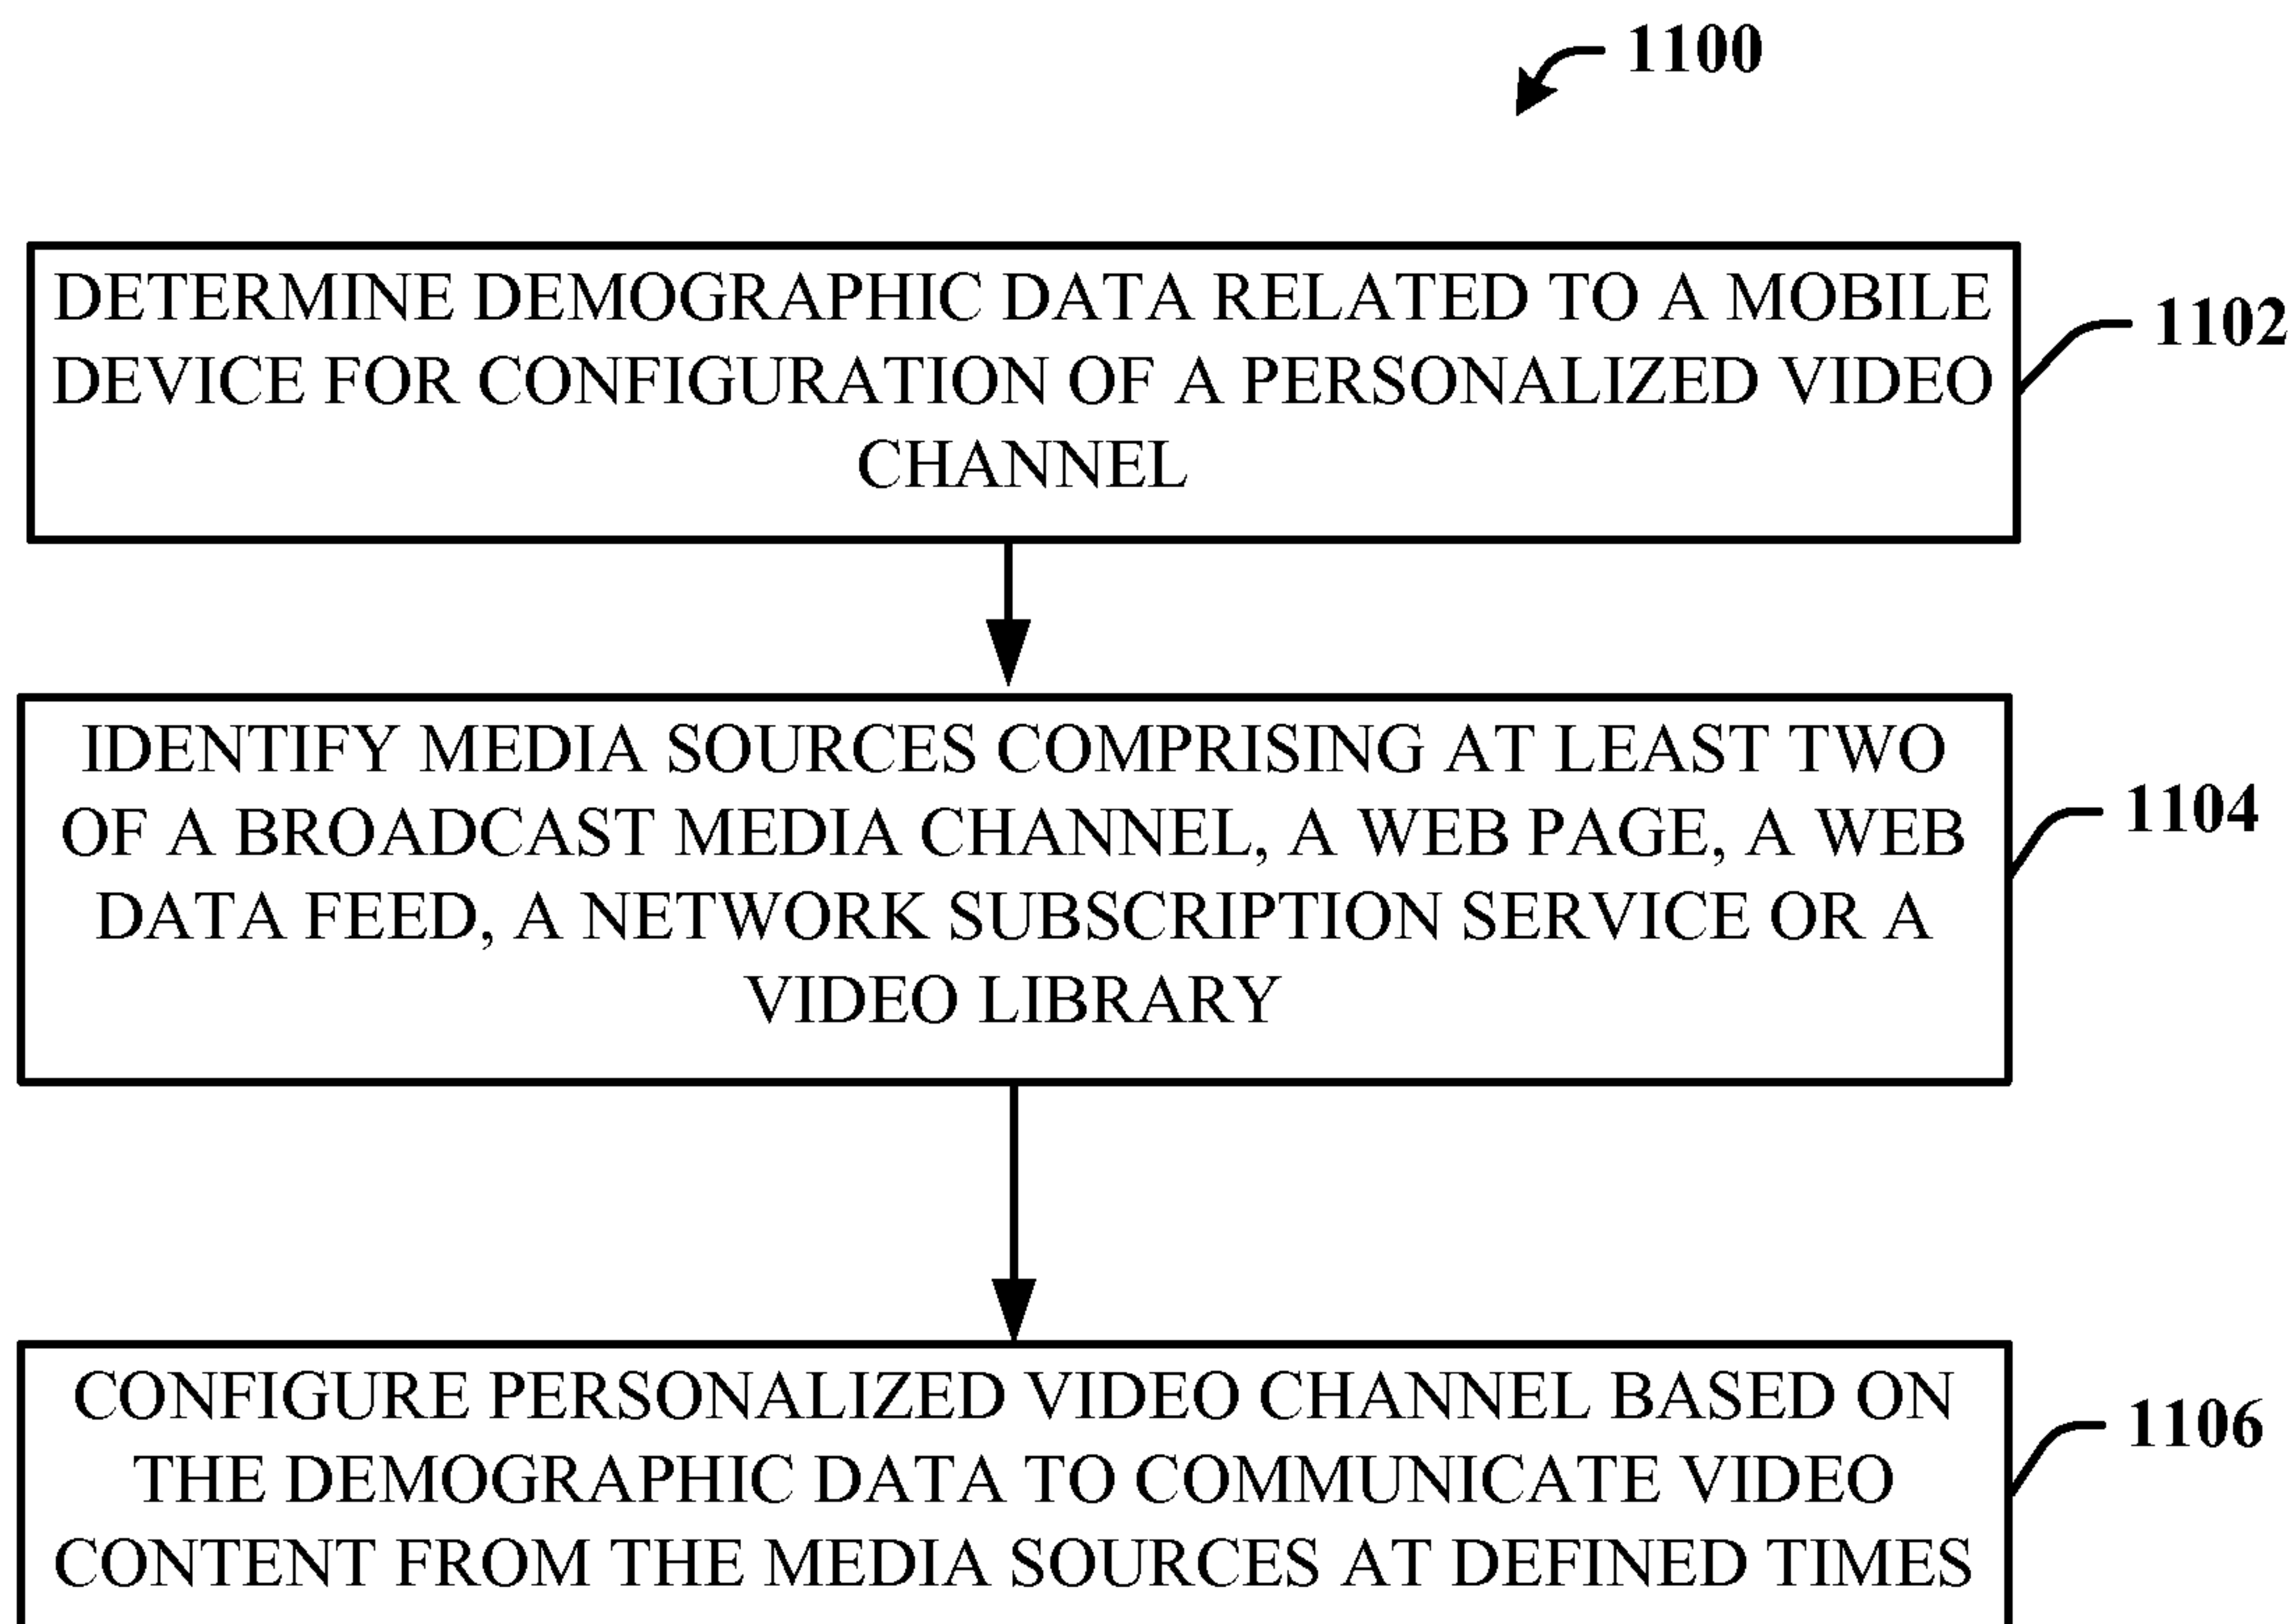 1100
DETERMINE DEMOGRAPHIC DATA RELATED TO A MOBILE
DEVICE FOR CONFIGURATION OF A PERSONALIZED VIDEO
CHANNEL
1102
IDENTIFY MEDIA SOURCES COMPRISING AT LEAST TWO
OF A BROADCAST MEDIA CHANNEL, A WEB PAGE, A WEB
DATA FEED, A NETWORK SUBSCRIPTION SERVICE OR A
VIDEO LIBRARY
1104
CONFIGURE PERSONALIZED VIDEO CHANNEL BASED ON
THE DEMOGRAPHIC DATA TO COMMUNICATE VIDEO
CONTENT FROM THE MEDIA SOURCES AT DEFINED TIMES
1106